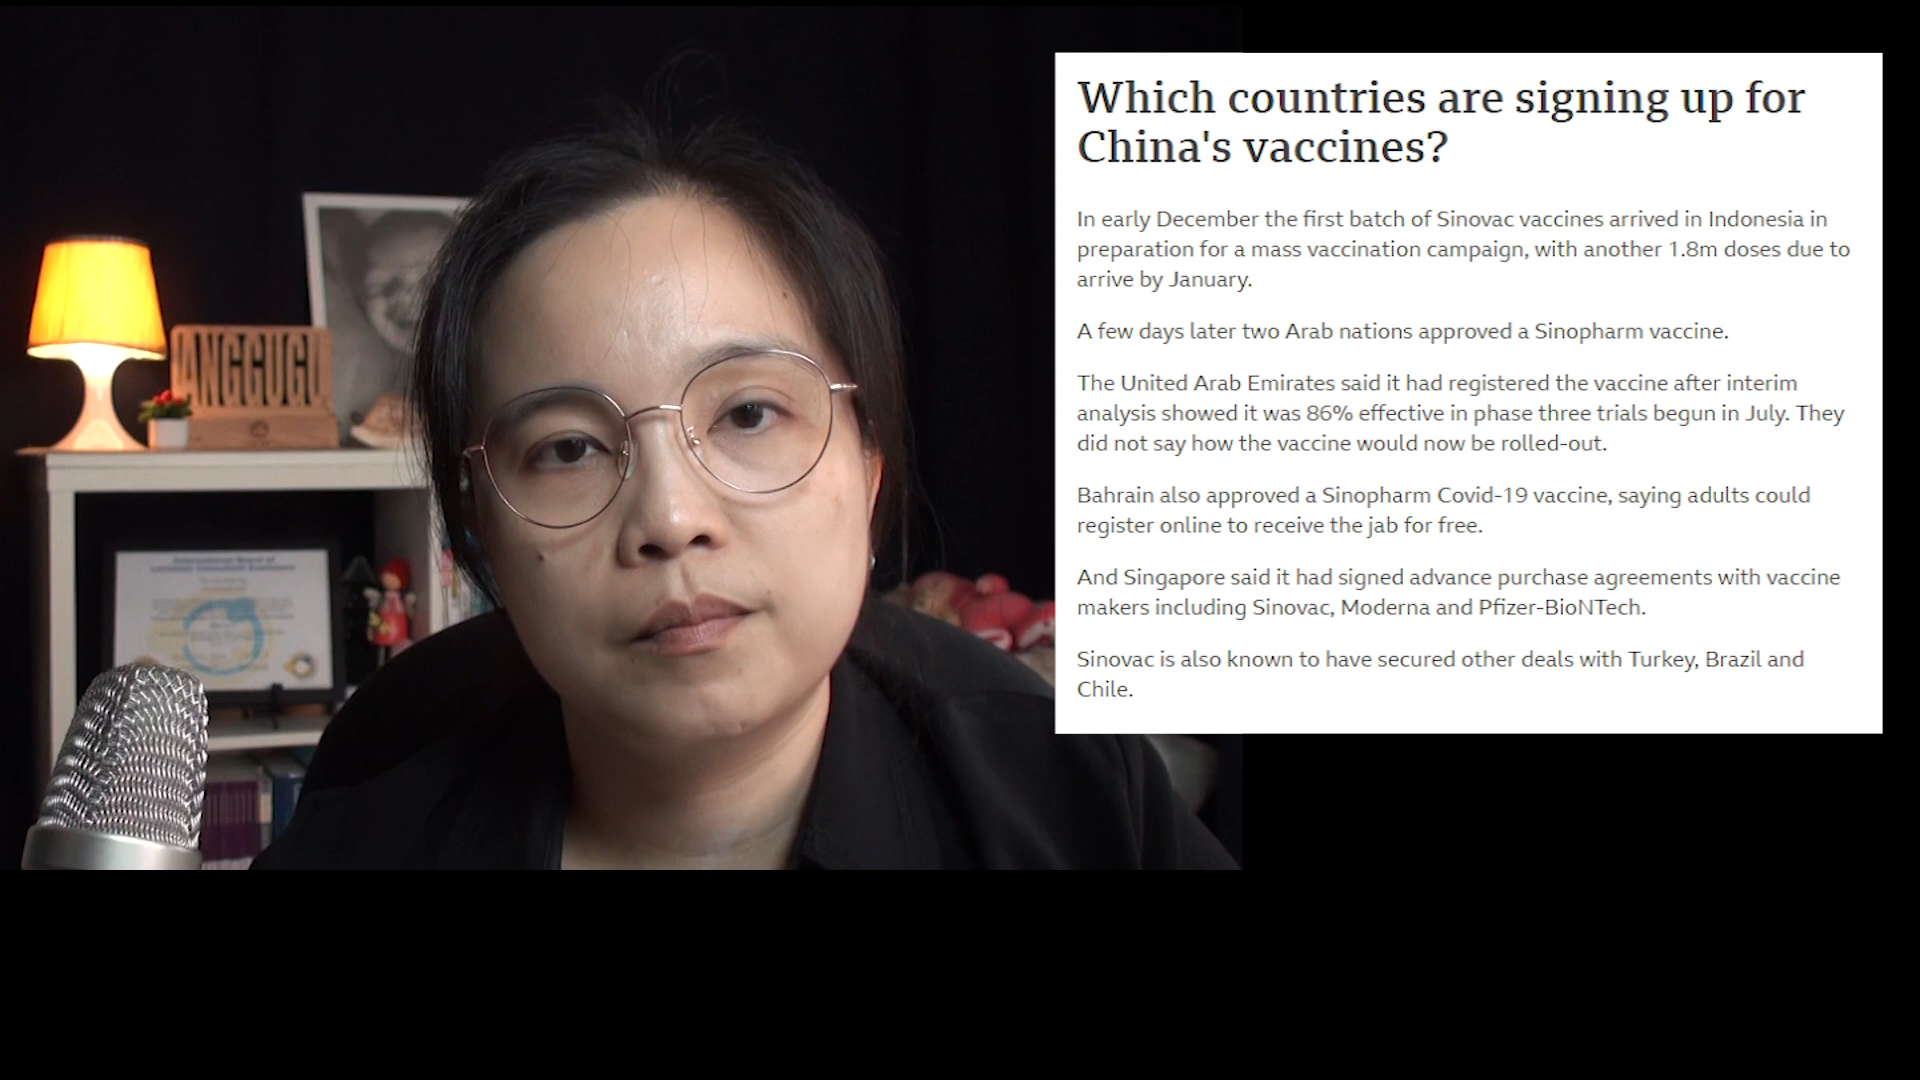 Which countries are signing up for
China's vaccines?
In early December the first batch of Sinovac vaccines arrived in Indonesia in
preparation for a mass vaccination campaign, with another 1.8m doses due to
arrive by January.
A few days later two Arab nations approved a Sinopharm vaccine.
The United Arab Emirates said it had registered the vaccine after interim
analysis showed it was 86% effective in phase three trials begun in July. They
did not say how the vaccine would now be rolled-out.
Bahrain also approved a Sinopharm Covid-19 vaccine, saying adults could
register online to receive the jab for free.
And Singapore said it had signed advance purchase agreements with vaccine
makers including Sinovac, Moderna and Pfizer-BioNTech.
Sinovac is also known to have secured other deals with Turkey, Brazil and
Chile.
ANGGUGU
International Board of
Lactation Consultant Examiners